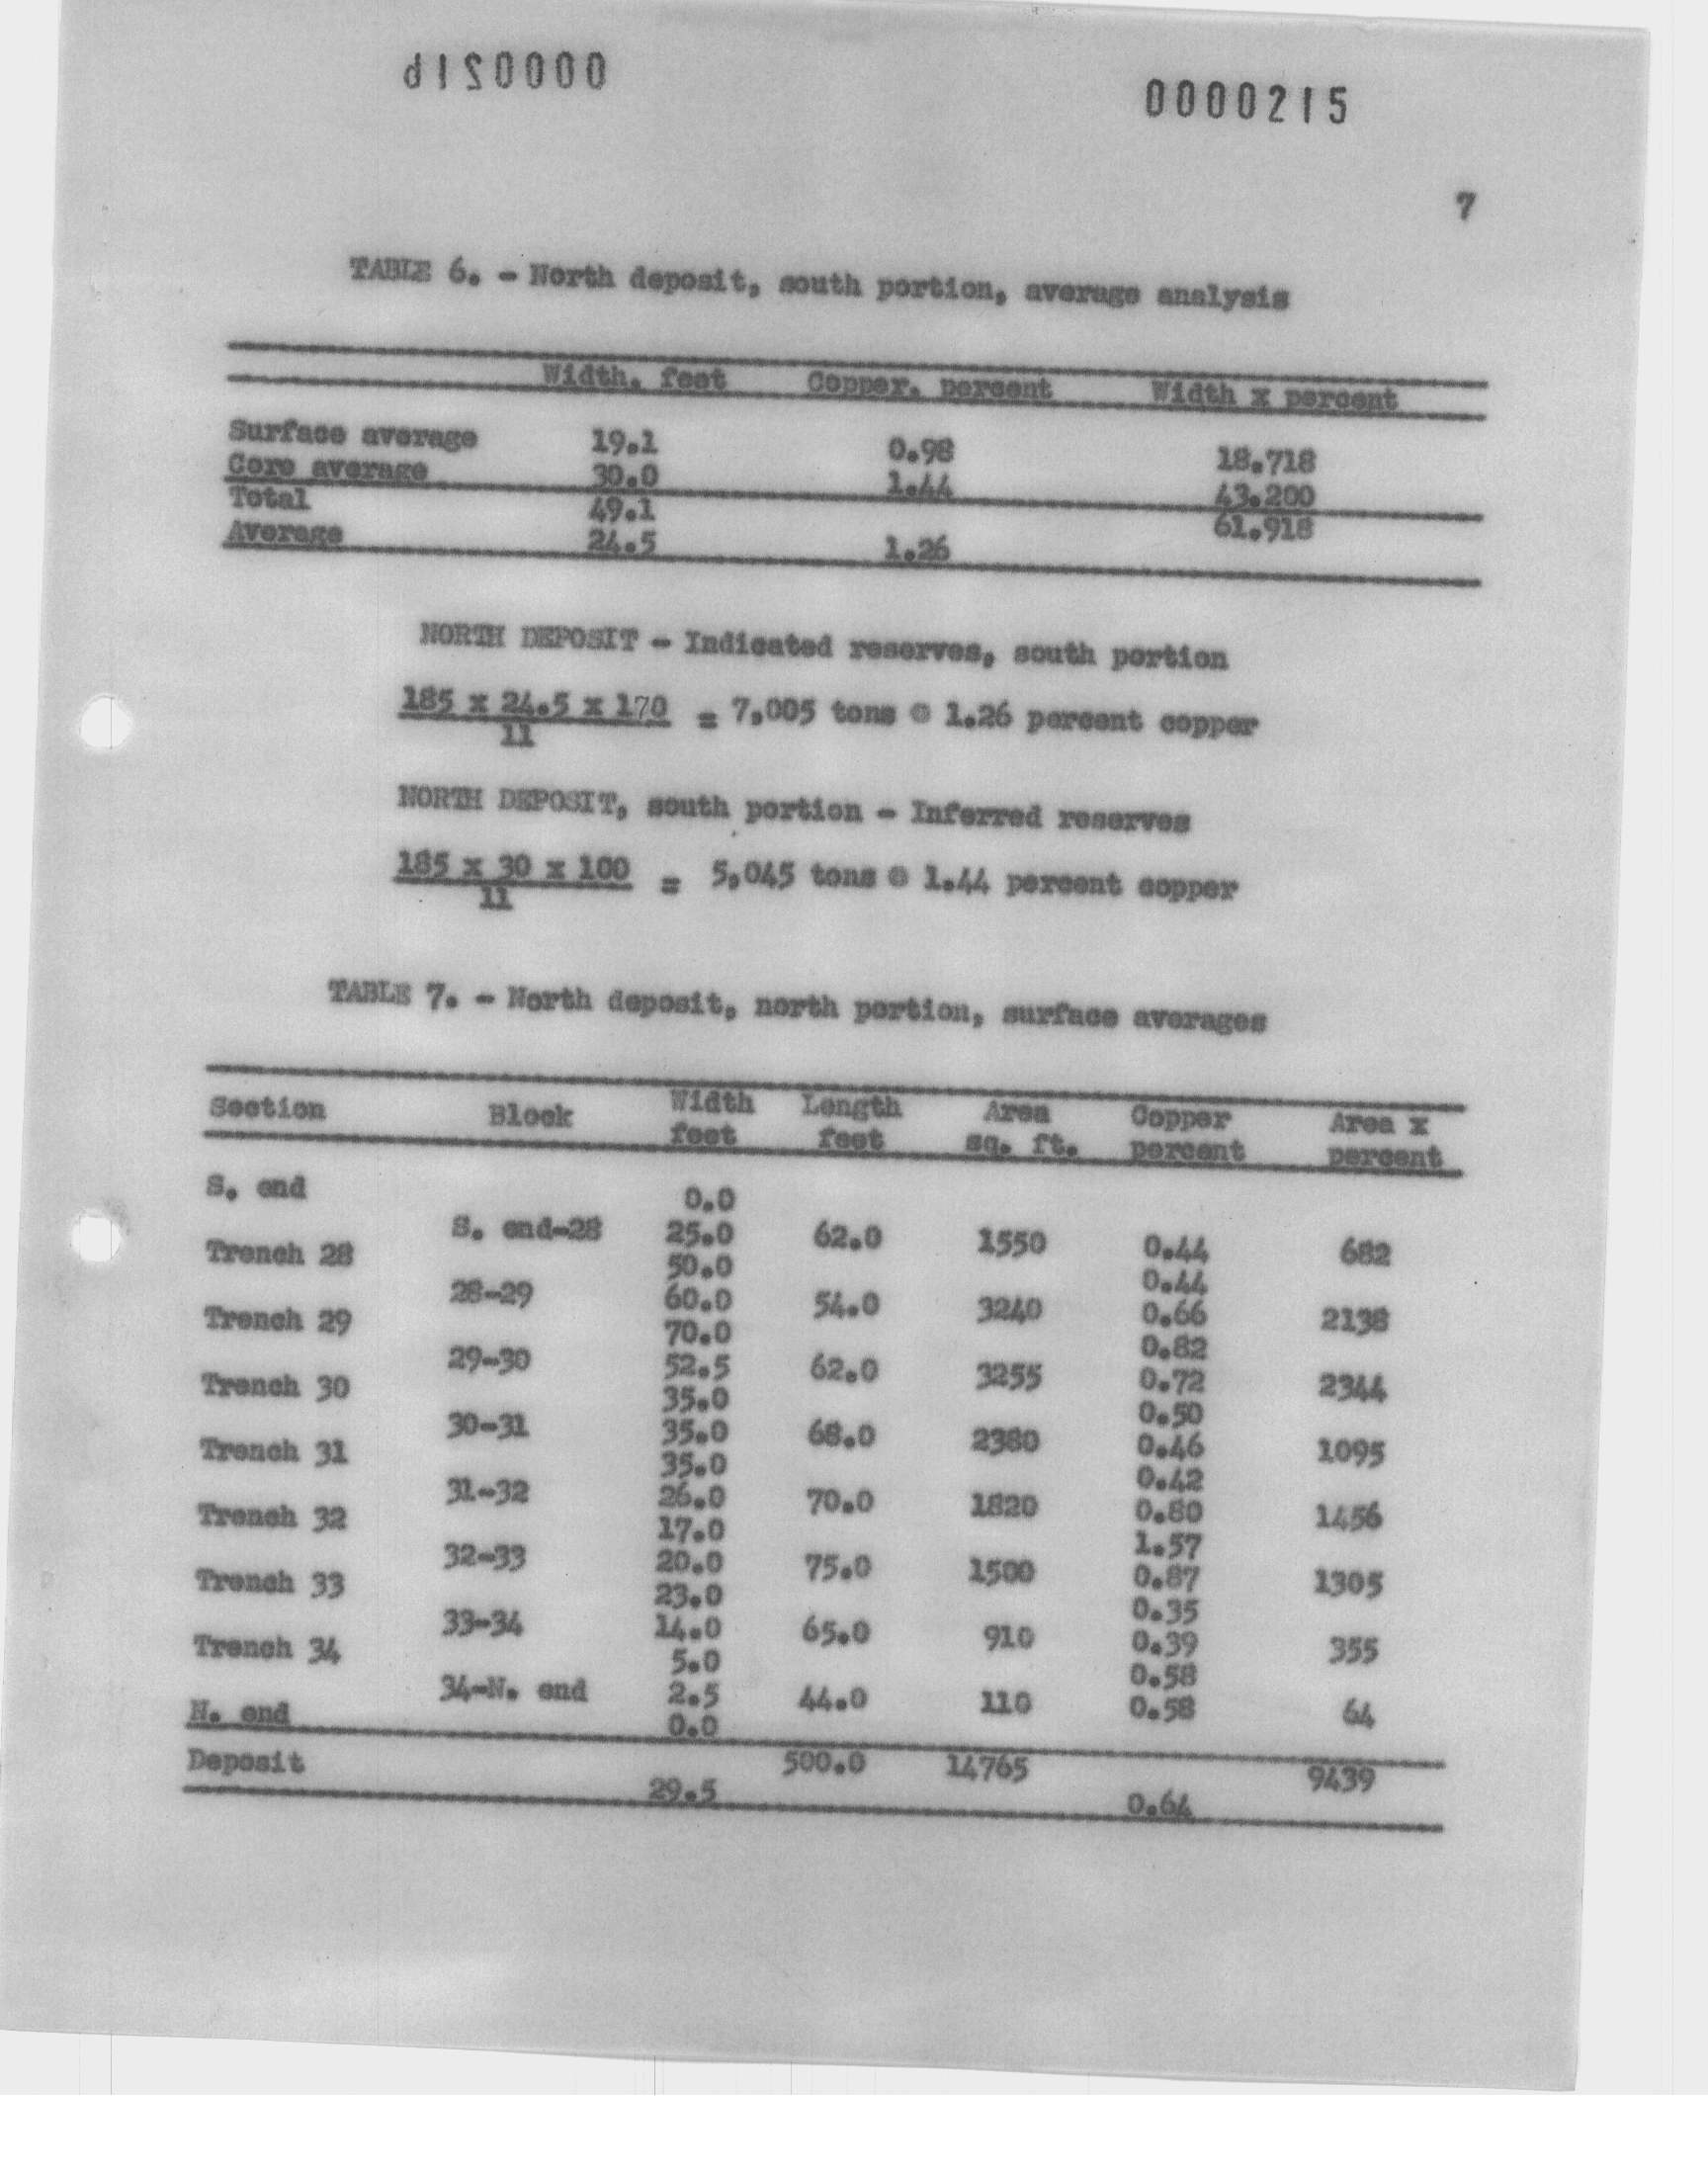 0000215
7
TABLE 6. - North deposit, south portion, average analysis
Width, feet Copper, percent Width x percent
Surface average 19.1 0.98 18.718
Core average 30.0 1.44 43.200
Total 49.1 61.918
Average 24.5 1.26
NORTH DEPOSIT - Indicated reserves, south portion
185 x 24.5 x 170 = 7,005 tons @ 1.26 percent copper
11
NORTH DEPOSIT, south portion - Inferred reserves
185 x 30 x 100 = 5,045 tons @ 1.44 percent copper
11
TABLE 7. - North deposit, north portion, surface averages
Section Block Width Length Area Copper Area x
feet feet sq. ft. percent percent
S. end 0.0
S. end-28 25.0 62.0 1550 0.44 682
Trench 28 50.0 0.44
28-29 60.0 54.0 3240 0.66 2138
Trench 29 70.0 0.82
29-30 52.5 62.0 3255 0.72 2344
Trench 30 35.0 0.50
30-31 35.0 68.0 2380 0.46 1095
Trench 31 35.0 0.42
31-32 26.0 70.0 1820 0.80 1456
Trench 32 17.0 1.57
32-33 20.0 75.0 1500 0.87 1305
Trench 33 23.0 0.35
33-34 14.0 65.0 910 0.39 355
Trench 34 5.0 0.58
34-N. end 2.5 44.0 110 0.58 64
N. end 0.0
Deposit 500.0 14765 9439
29.5 0.64